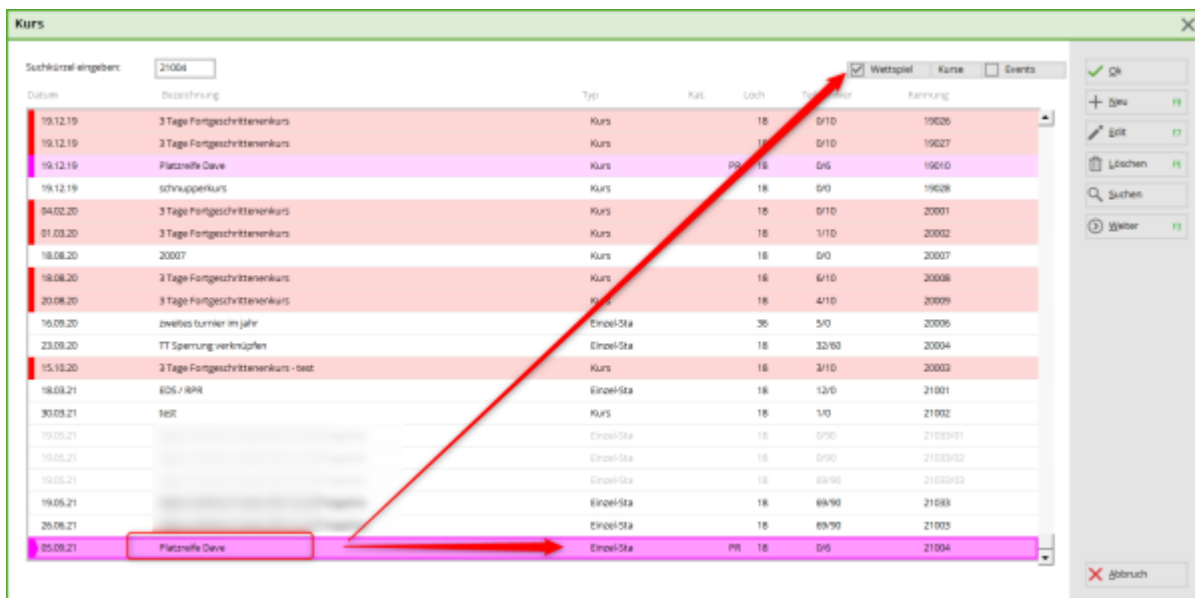 Kurs
Suchkürzel eingeben: 21004 Wettspiel Kurse Events
Datum Bezeichnung Typ Kat. Loch Kennung
19.12.19 3 Tage Fortgeschrittenenkurs Kurs 18 0/10 19026
19.12.19 3 Tage Fortgeschrittenenkurs Kurs 18 0/10 19027
19.12.19 Platzreife Dave Kurs PR 18 0/6 19010
19.12.19 schnupperkurs Kurs 18 0/0 19028
04.02.20 3 Tage Fortgeschrittenenkurs Kurs 18 0/10 20001
01.03.20 3 Tage Fortgeschrittenenkurs Kurs 18 1/10 20002
18.08.20 20007 Kurs 18 0/0 20007
18.08.20 3 Tage Fortgeschrittenenkurs Kurs 18 6/10 20008
20.08.20 3 Tage Fortgeschrittenenkurs Kurs 18 4/10 20009
16.09.20 zweites turnier im jahr Einzel-Sta 36 5/0 20006
23.09.20 TT Sperrung verknüpfen Einzel-Sta 18 32/60 20004
15.10.20 3 Tage Fortgeschrittenenkurs - test Kurs 18 3/10 20003
18.03.21 EDS / RPR Einzel-Sta 18 12/0 21001
30.03.21 test Kurs 18 1/0 21002
19.05.21 Einzel-Sta 18 0/90 21033/01
19.05.21 Einzel-Sta 18 0/90 21033/02
19.05.21 Einzel-Sta 18 69/90 21033/03
19.05.21 Einzel-Sta 18 69/90 21033
26.06.21 Einzel-Sta 18 69/90 21003
05.09.21 Platzreife Dave Einzel-Sta PR 18 0/6 21004
Ok
Neu F9
Edit F7
Löschen F5
Suchen
Weiter F3
Abbruch